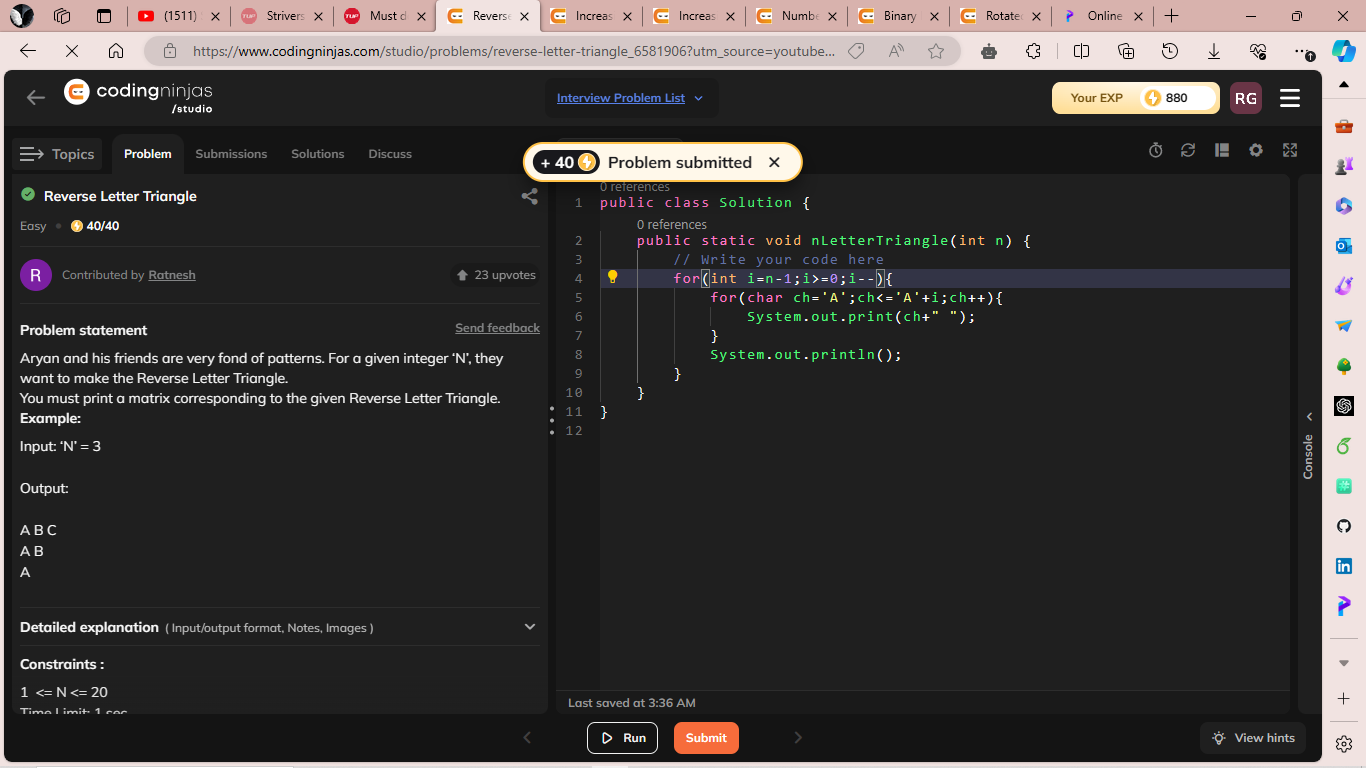 (1511) S
Strivers
Must d
Reverse
Increas
Increas
Numbe
Binary
Rotate
Online
https://www.codingninjas.com/studio/problems/reverse-letter-triangle_6581906?utm_source=youtube...
codingninjas
/studio
Interview Problem List
Your EXP
880
RG
Topics
Problem
Submissions
Solutions
Discuss
+ 40 Problem submitted
Reverse Letter Triangle
Easy
40/40
R
Contributed by Ratnesh
23 upvotes
Problem statement
Send feedback
Aryan and his friends are very fond of patterns. For a given integer ‘N’, they
want to make the Reverse Letter Triangle.
You must print a matrix corresponding to the given Reverse Letter Triangle.
Example:
Input: ‘N’ = 3
Output:
A B C
A B
A
Detailed explanation ( Input/output format, Notes, Images )
Constraints :
1 <= N <= 20
Time Limit: 1 sec
0 references
1 public class Solution {
0 references
2 public static void nLetterTriangle(int n) {
3 // Write your code here
4 for(int i=n-1;i>=0;i--){
5 for(char ch='A';ch<='A'+i;ch++){
6 System.out.print(ch+" ");
7 }
8 System.out.println();
9 }
10 }
11 }
12
Console
Last saved at 3:36 AM
Run
Submit
View hints